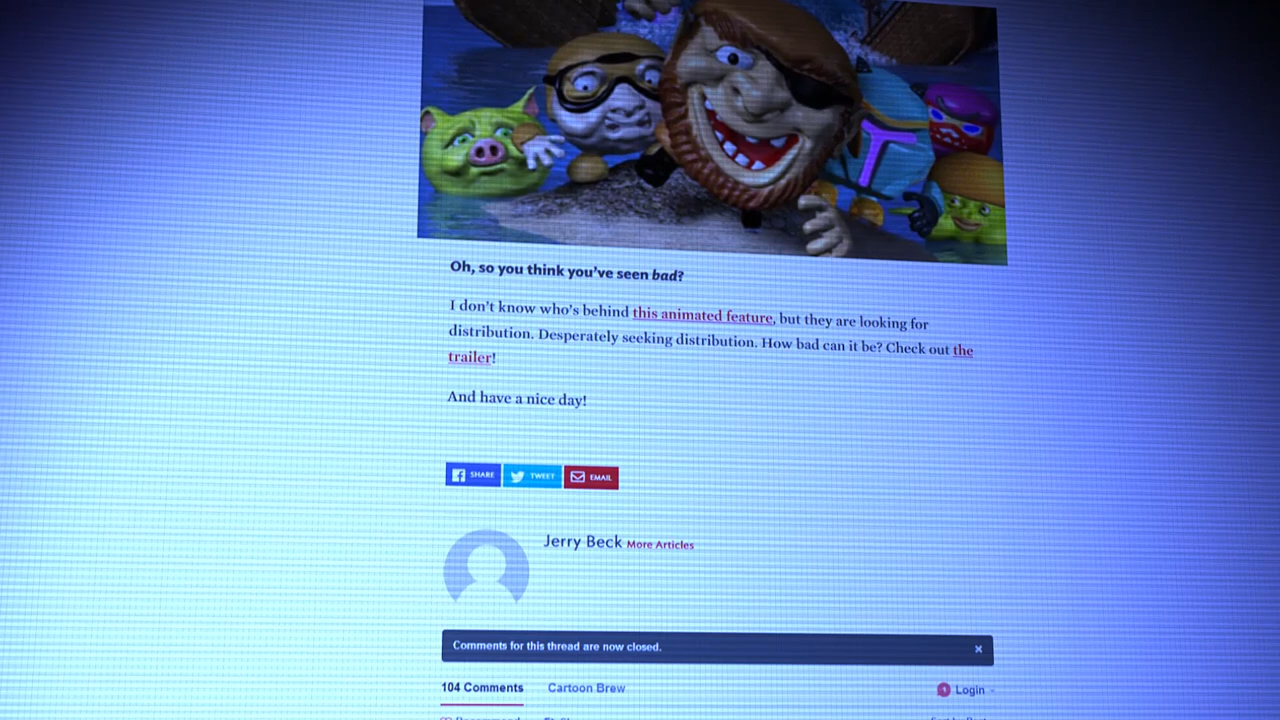 T
Oh, so you think you've seen bad?
I don't know who's behind this animated feature, but they are looking for
distribution. Desperately seeking distribution. How bad can it be? Check out the
trailer!
And have a nice day!
SHARE TWEET EMAIL
Jerry Beck More Articles
Comments for this thread are now closed. ×
104 Comments Cartoon Brew 1 Login